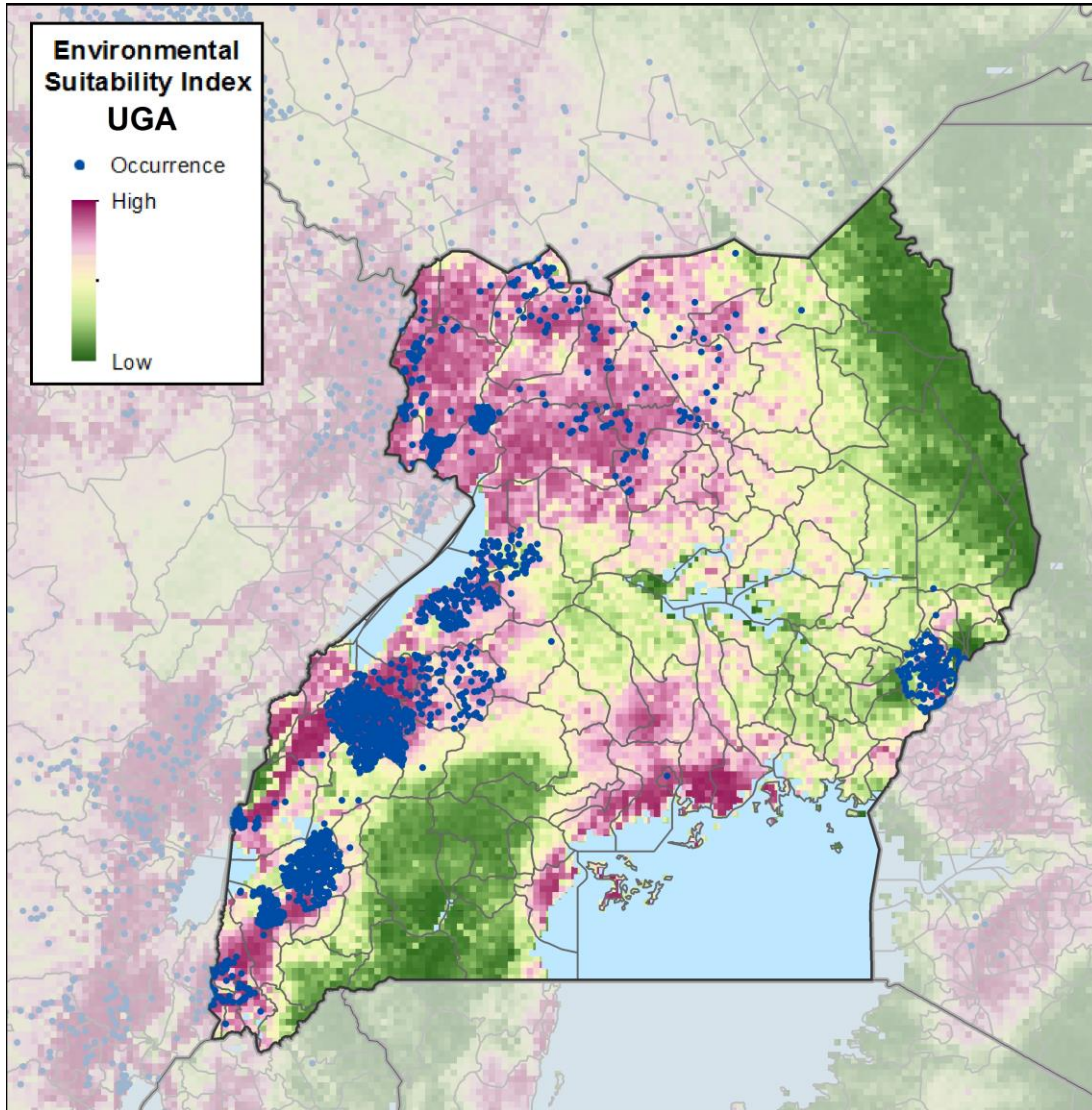 Environmental
Suitability Index
UGA
Occurrence
High
Low